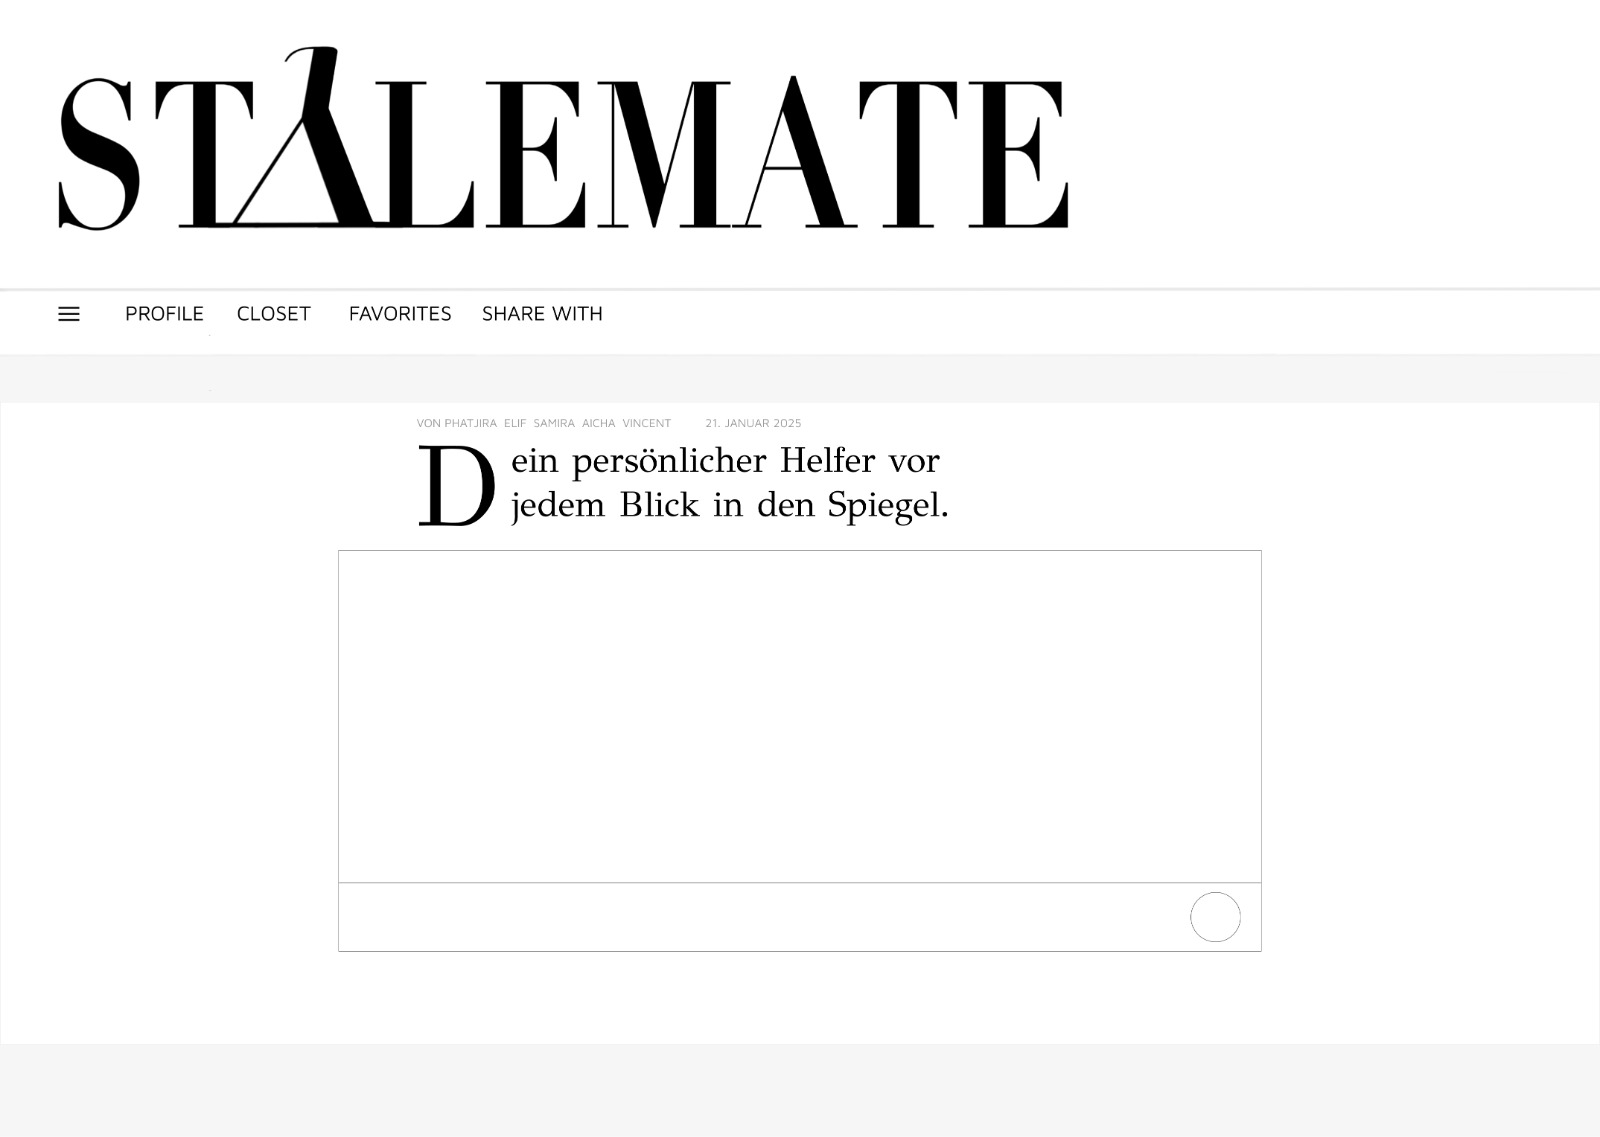 STALEMATE
PROFILE CLOSET FAVORITES SHARE WITH
VON PHATJIRA ELIF SAMIRA AICHA VINCENT 21. JANUAR 2025
Dein persönlicher Helfer vor
jedem Blick in den Spiegel.